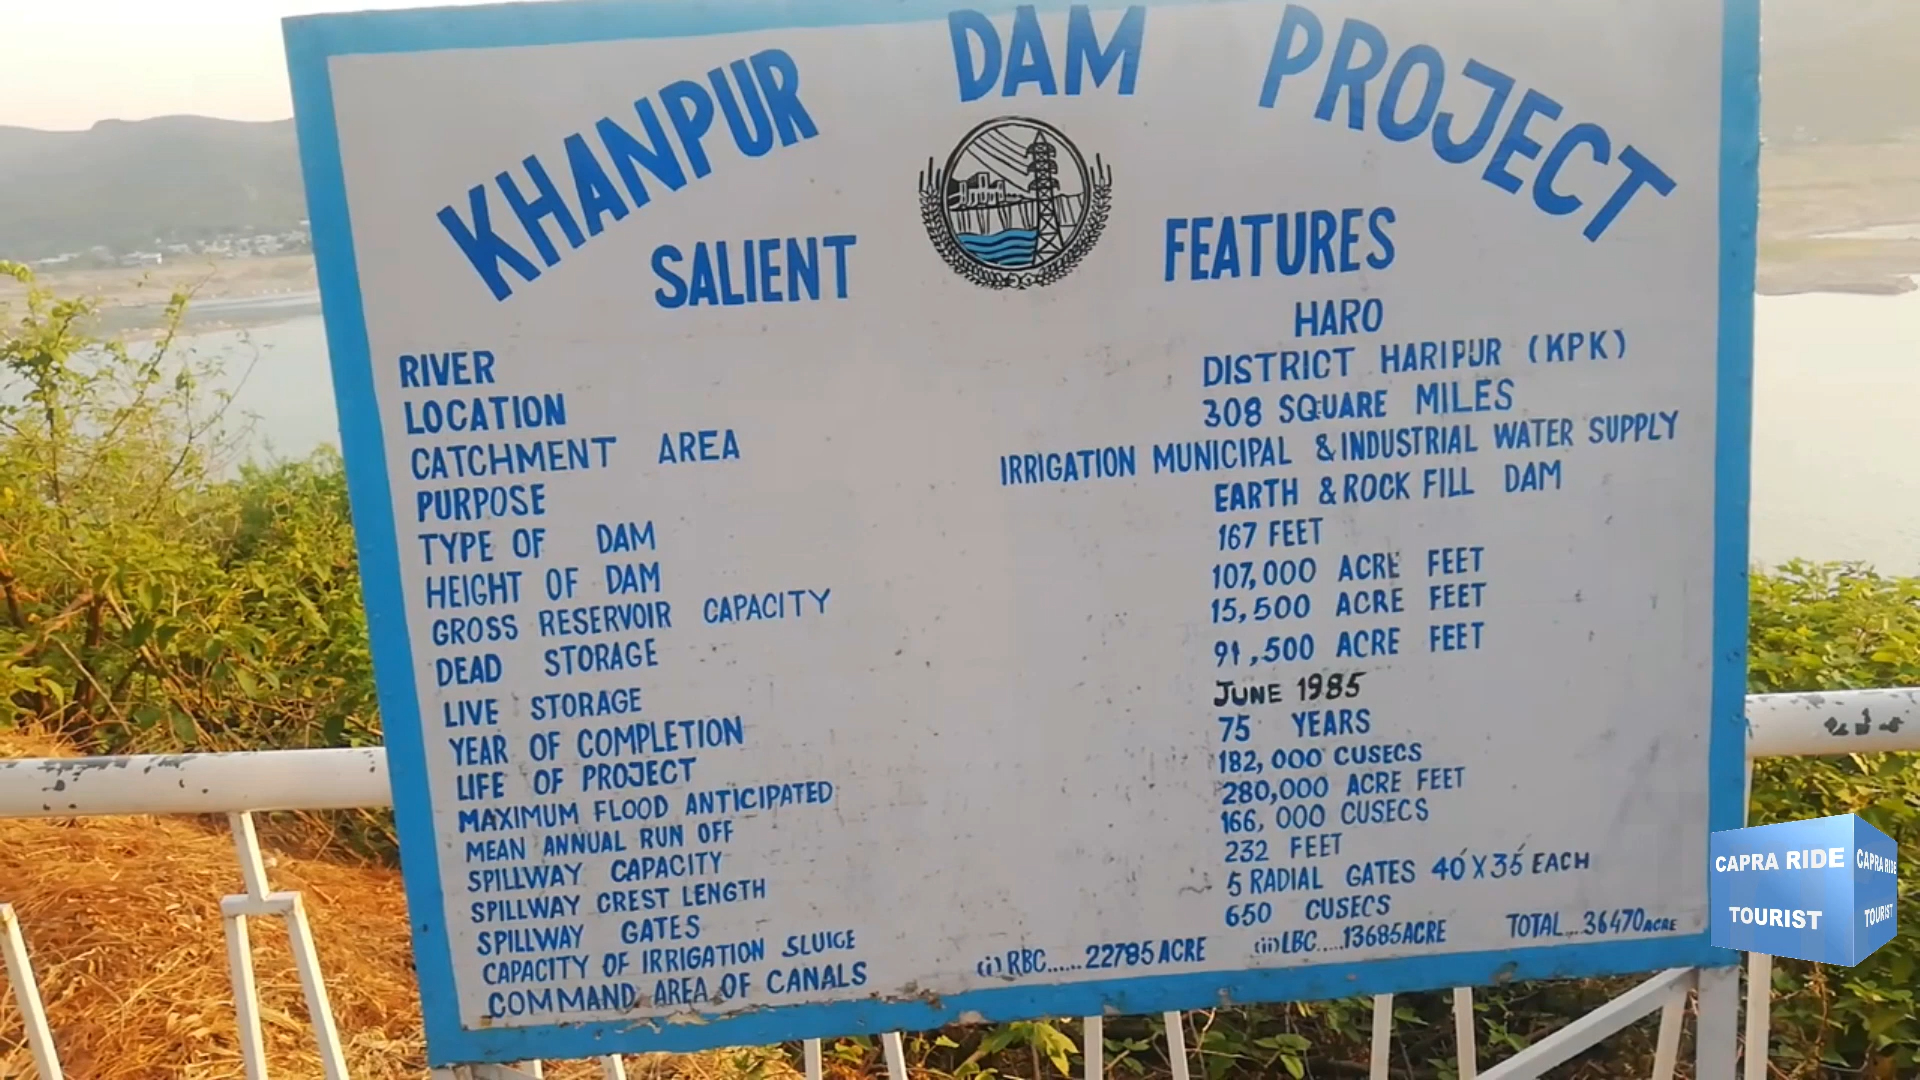 KHANPUR DAM PROJECT
SALIENT FEATURES
RIVER HARO
LOCATION DISTRICT HARIPUR (KPK)
CATCHMENT AREA 308 SQUARE MILES
PURPOSE IRRIGATION MUNICIPAL & INDUSTRIAL WATER SUPPLY
TYPE OF DAM EARTH & ROCK FILL DAM
HEIGHT OF DAM 167 FEET
GROSS RESERVOIR CAPACITY 107,000 ACRE FEET
DEAD STORAGE 15,500 ACRE FEET
LIVE STORAGE 91,500 ACRE FEET
YEAR OF COMPLETION JUNE 1985
LIFE OF PROJECT 75 YEARS
MAXIMUM FLOOD ANTICIPATED 182,000 CUSECS
MEAN ANNUAL RUN OFF 280,000 ACRE FEET
SPILLWAY CAPACITY 166,000 CUSECS
SPILLWAY CREST LENGTH 232 FEET
SPILLWAY GATES 5 RADIAL GATES 40'X35' EACH
CAPACITY OF IRRIGATION SLUICE 650 CUSECS
COMMAND AREA OF CANALS (i) RBC...... 22785 ACRE (ii) LBC.....13685 ACRE TOTAL...36470 ACRE
CAPRA RIDE
TOURIST
CAPRA RIDE
TOURIST